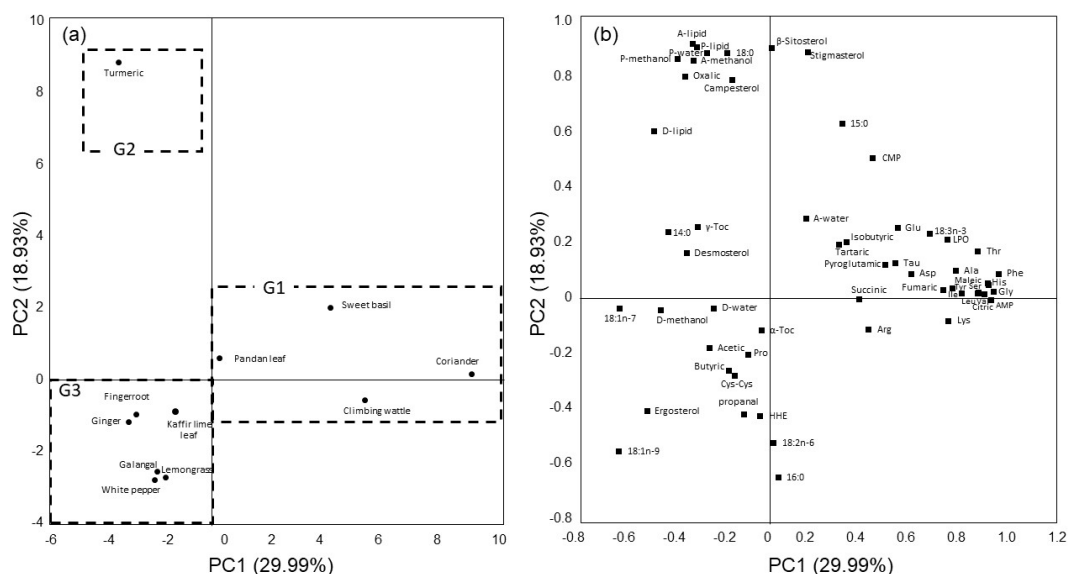 (a)
10
8
6
4
2
0
-2
-4
PC2 (18.93%)
Turmeric
G2
G1
Sweet basil
Pandan leaf
Coriander
Climbing wattle
G3
Fingerroot
Ginger
Kaffir lime
leaf
Galangal
Lemongrass
White pepper
-6 -4 -2 0 2 4 6 8 10
PC1 (29.99%)
(b)
1.0
0.8
0.6
0.4
0.2
0
-0.2
-0.4
-0.6
-0.8
PC2 (18.93%)
A-lipid
P-lipid
P-water
18:0
β-Sitosterol
Stigmasterol
P-methanol
A-methanol
Oxalic
Campesterol
D-lipid
15:0
CMP
A-water
14:0
γ-Toc
Desmosterol
Isobutyric
Tartaric
Glu
18:3n-3
LPO
Thr
Pyroglutamic
Tau
Asp
Ala
Phe
Maleic
His
Fumaric
Tyr
Ser
Gly
Ile
Leu
Val
Succinic
Citric
AMP
Lys
Arg
18:1n-7
D-methanol
D-water
α-Toc
Acetic
Pro
Butyric
Cys-Cys
propanal
HHE
Ergosterol
18:1n-9
18:2n-6
16:0
-0.8 -0.6 -0.4 -0.2 0 0.2 0.4 0.6 0.8 1.0 1.2
PC1 (29.99%)